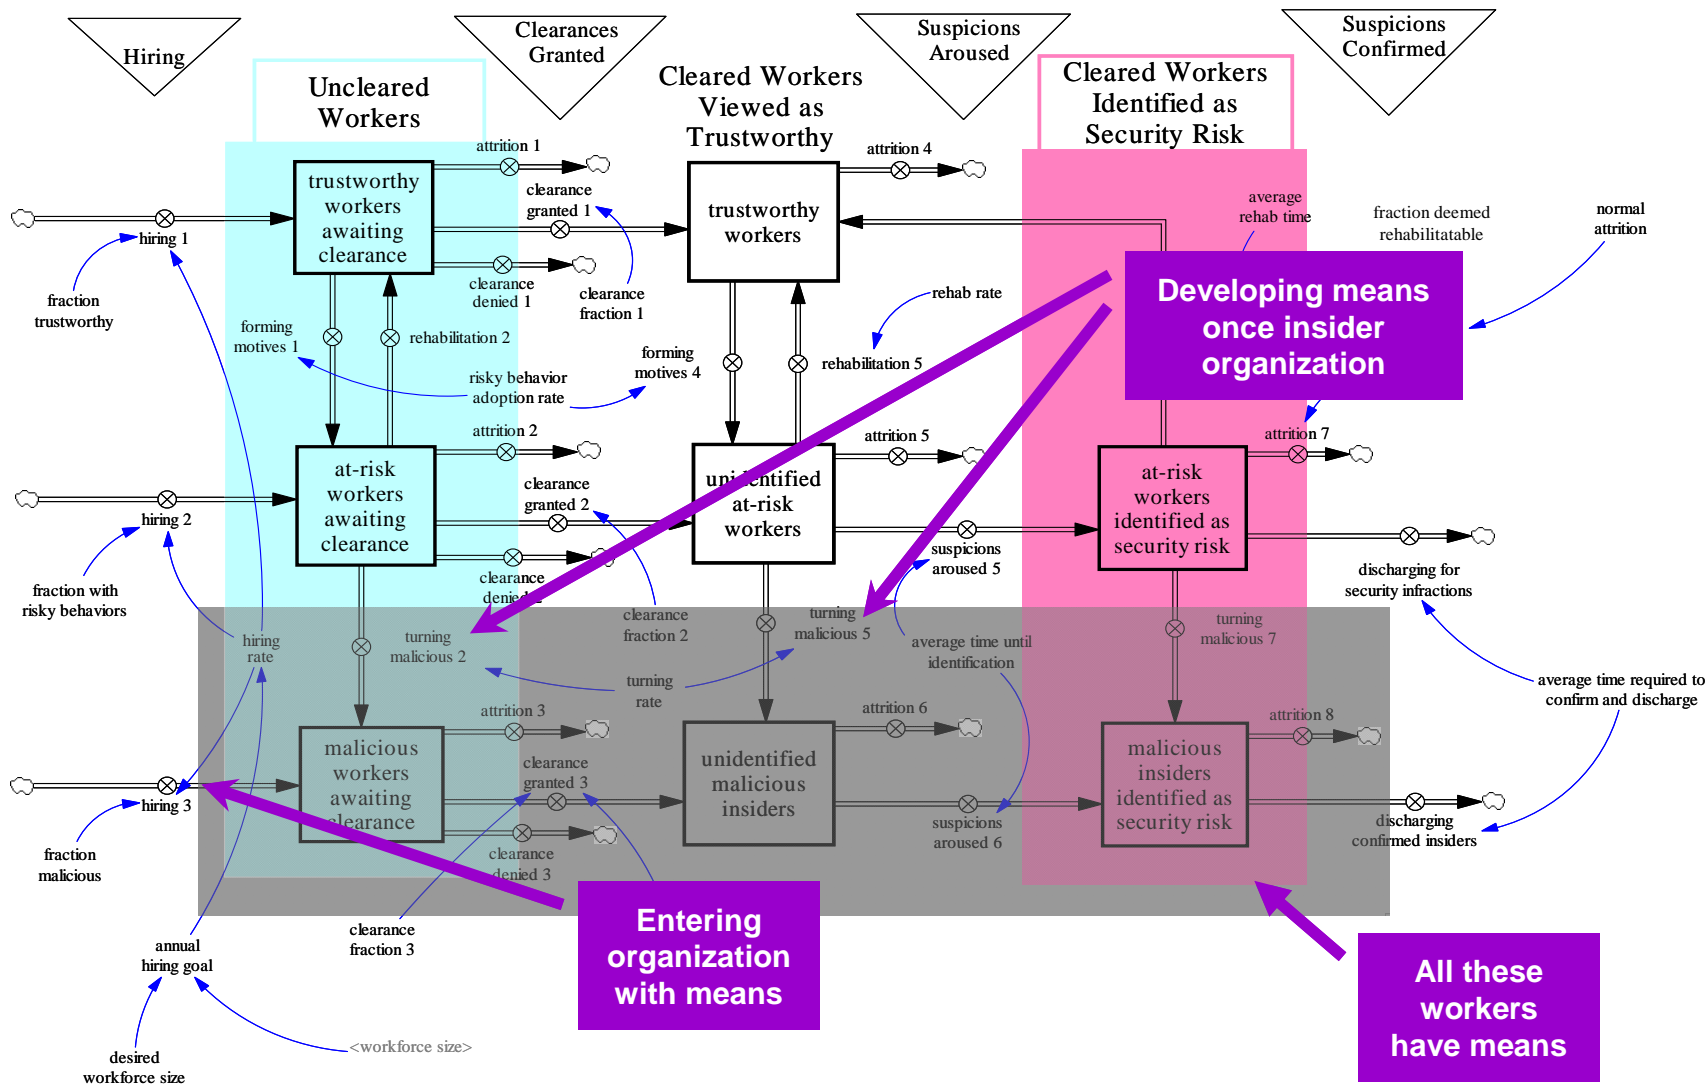 Hiring
Clearances
Granted
Suspicions
Aroused
Suspicions
Confirmed
Uncleared
Workers
Cleared Workers
Viewed as
Trustworthy
Cleared Workers
Identified as
Security Risk
attrition 1
attrition 4
trustworthy
workers
awaiting
clearance
clearance
granted 1
trustworthy
workers
average
rehab time
fraction deemed
rehabilitatable
normal
attrition
hiring 1
clearance
denied 1
clearance
fraction 1
fraction
trustworthy
rehab rate
Developing means
once insider
organization
forming
motives 1
rehabilitation 2
forming
motives 4
rehabilitation 5
risky behavior
adoption rate
attrition 2
attrition 5
attrition 7
at-risk
workers
awaiting
clearance
clearance
granted 2
unidentified
at-risk
workers
at-risk
workers
identified as
security risk
hiring 2
suspicions
aroused 5
fraction with
risky behaviors
clearance
denied 2
discharging for
security infractions
clearance
fraction 2
hiring
rate
turning
malicious 2
turning
malicious 5
average time until
identification
turning
malicious 7
turning
rate
average time required to
confirm and discharge
attrition 3
attrition 6
attrition 8
malicious
workers
awaiting
clearance
clearance
granted 3
unidentified
malicious
insiders
malicious
insiders
identified as
security risk
hiring 3
suspicions
aroused 6
discharging
confirmed insiders
fraction
malicious
clearance
denied 3
Entering
organization
with means
clearance
fraction 3
annual
hiring goal
All these
workers
have means
<workforce size>
desired
workforce size